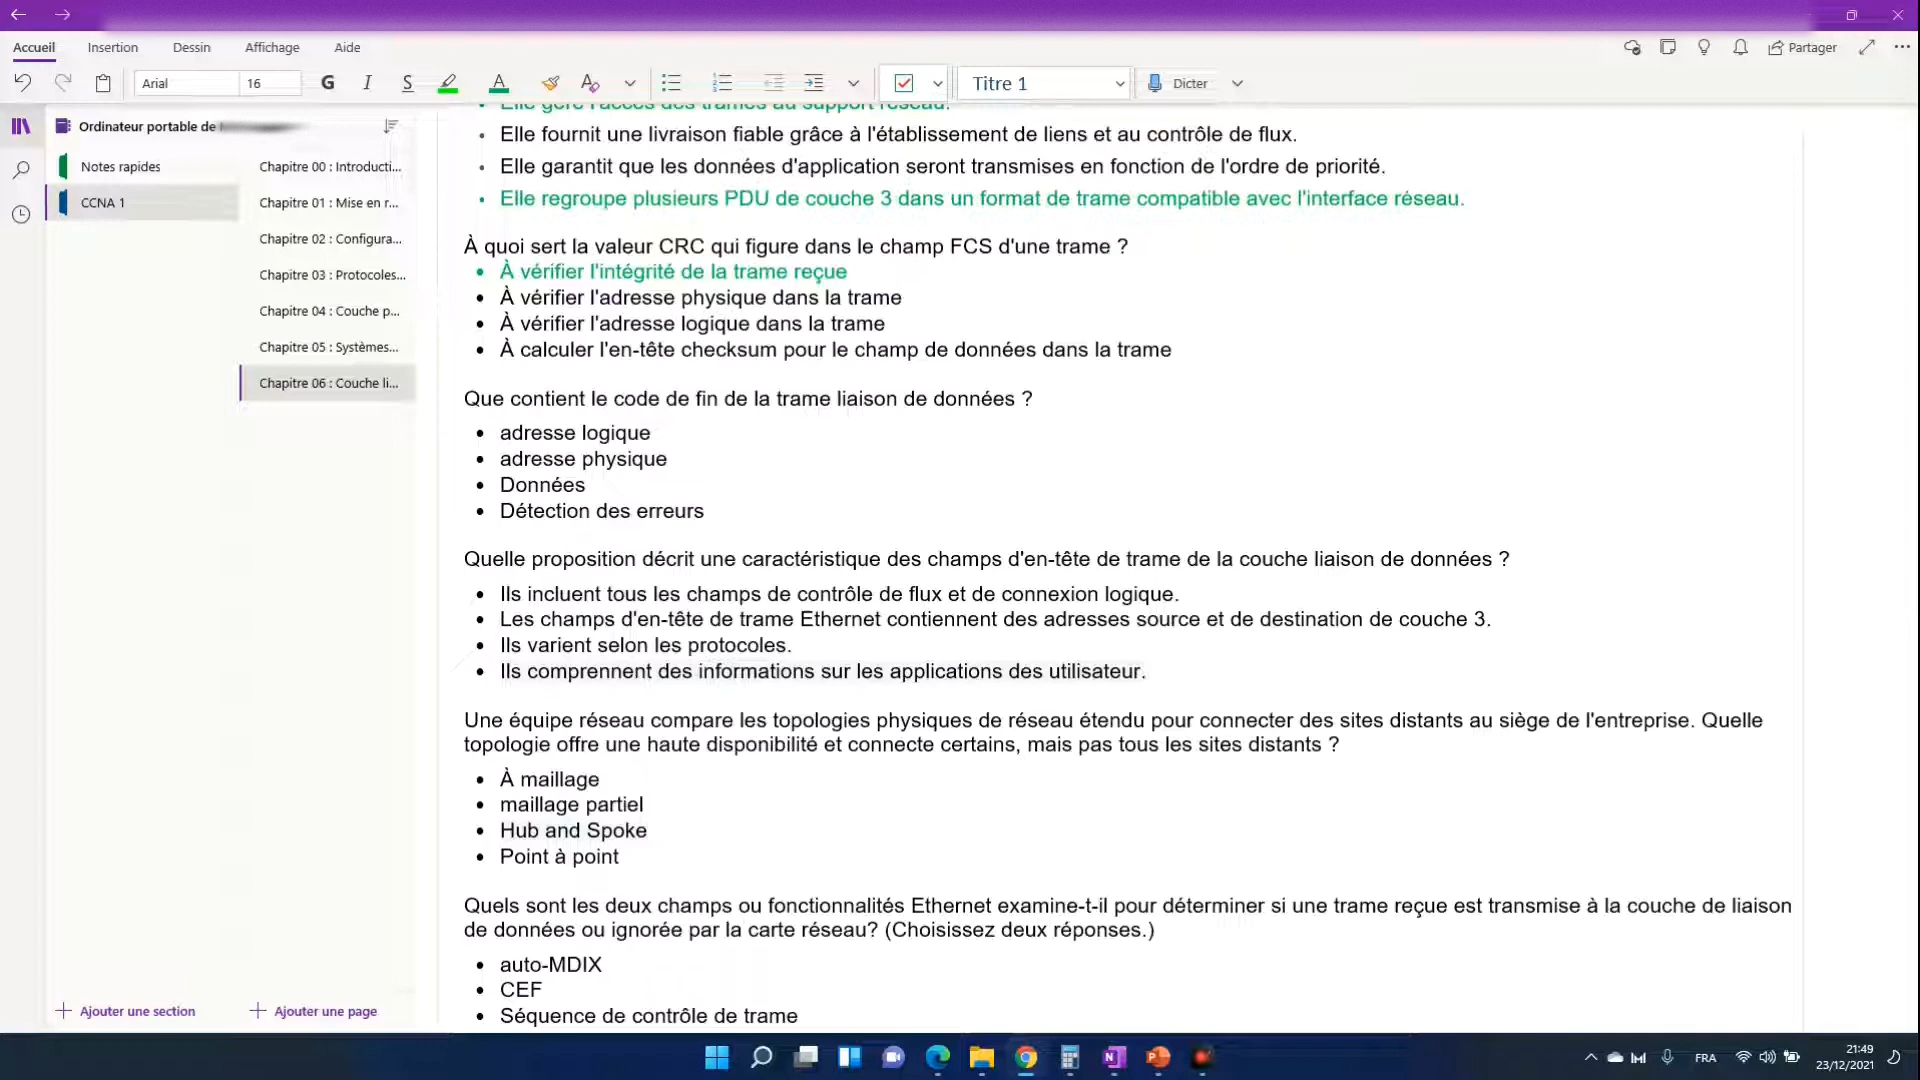 Accueil Insertion Dessin Affichage Aide Partager
Arial 16 G I S A Titre 1 Dicter
Elle gère l'accès des trames au support réseau.
Ordinateur portable de
Elle fournit une livraison fiable grâce à l'établissement de liens et au contrôle de flux.
Notes rapides
Chapitre 00 : Introducti...
Elle garantit que les données d'application seront transmises en fonction de l'ordre de priorité.
CCNA 1
Chapitre 01 : Mise en r...
Elle regroupe plusieurs PDU de couche 3 dans un format de trame compatible avec l'interface réseau.
Chapitre 02 : Configura...
Chapitre 03 : Protocoles...
Chapitre 04 : Couche p...
Chapitre 05 : Systèmes...
Chapitre 06 : Couche li...
À quoi sert la valeur CRC qui figure dans le champ FCS d'une trame ?
À vérifier l'intégrité de la trame reçue
À vérifier l'adresse physique dans la trame
À vérifier l'adresse logique dans la trame
À calculer l'en-tête checksum pour le champ de données dans la trame
Que contient le code de fin de la trame liaison de données ?
adresse logique
adresse physique
Données
Détection des erreurs
Quelle proposition décrit une caractéristique des champs d'en-tête de trame de la couche liaison de données ?
Ils incluent tous les champs de contrôle de flux et de connexion logique.
Les champs d'en-tête de trame Ethernet contiennent des adresses source et de destination de couche 3.
Ils varient selon les protocoles.
Ils comprennent des informations sur les applications des utilisateur.
Une équipe réseau compare les topologies physiques de réseau étendu pour connecter des sites distants au siège de l'entreprise. Quelle
topologie offre une haute disponibilité et connecte certains, mais pas tous les sites distants ?
À maillage
maillage partiel
Hub and Spoke
Point à point
Quels sont les deux champs ou fonctionnalités Ethernet examine-t-il pour déterminer si une trame reçue est transmise à la couche de liaison
de données ou ignorée par la carte réseau? (Choisissez deux réponses.)
auto-MDIX
CEF
Séquence de contrôle de trame
Ajouter une section
Ajouter une page
FRA
21:49
23/12/2021